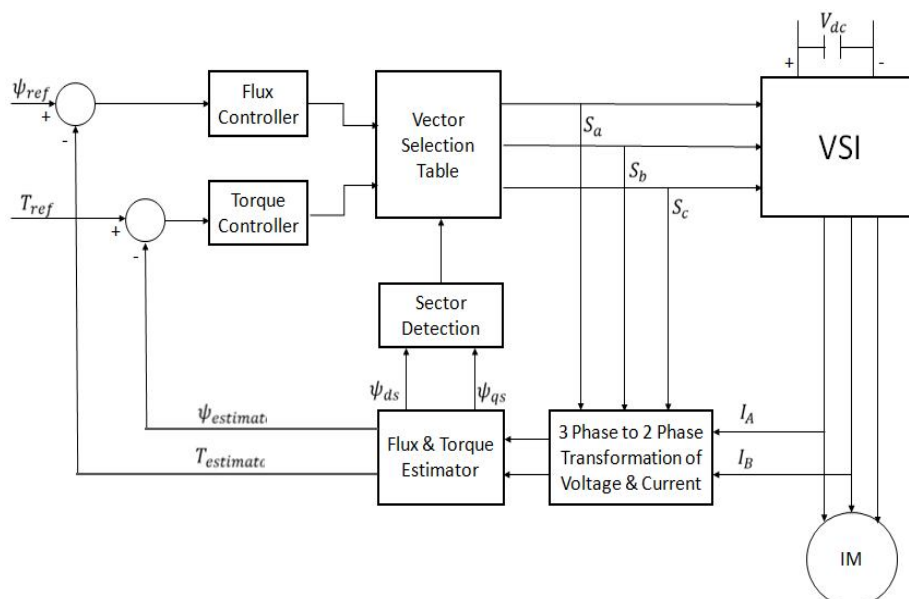 V_dc
+ -
ψ_ref
+
-
Flux
Controller
Vector
Selection
Table
S_a
S_b
S_c
VSI
T_ref
+
-
Torque
Controller
Sector
Detection
ψ_ds
ψ_qs
ψ_estimat
T_estimat
Flux & Torque
Estimator
3 Phase to 2 Phase
Transformation of
Voltage & Current
I_A
I_B
IM